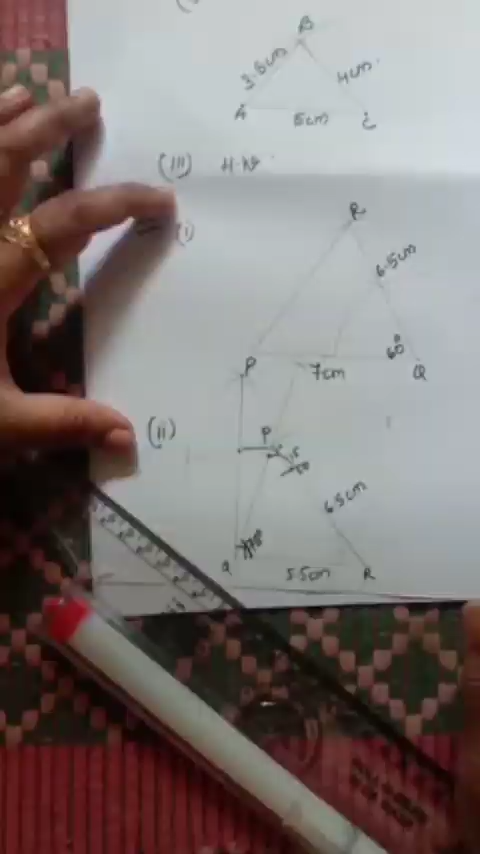 B
3.5cm
4cm.
A
5cm
C
(III) H.W
(i)
R
6.5cm
60°
P
7cm
Q
(ii)
P
6.5cm
Q
5.5cm
R